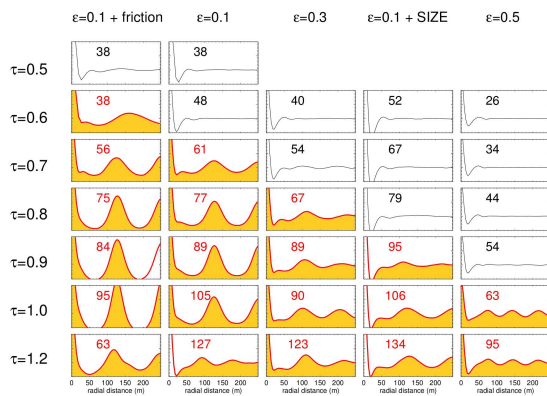 ε=0.1 + friction ε=0.1 ε=0.3 ε=0.1 + SIZE ε=0.5
τ=0.5 38 38
τ=0.6 38 48 40 52 26
τ=0.7 56 61 54 67 34
τ=0.8 75 77 67 79 44
τ=0.9 84 89 89 95 54
τ=1.0 95 105 90 106 63
τ=1.2 63 127 123 134 95
0 50 100 150 200 0 50 100 150 200 0 50 100 150 200 0 50 100 150 200 0 50 100 150 200
radial distance (m) radial distance (m) radial distance (m) radial distance (m) radial distance (m)